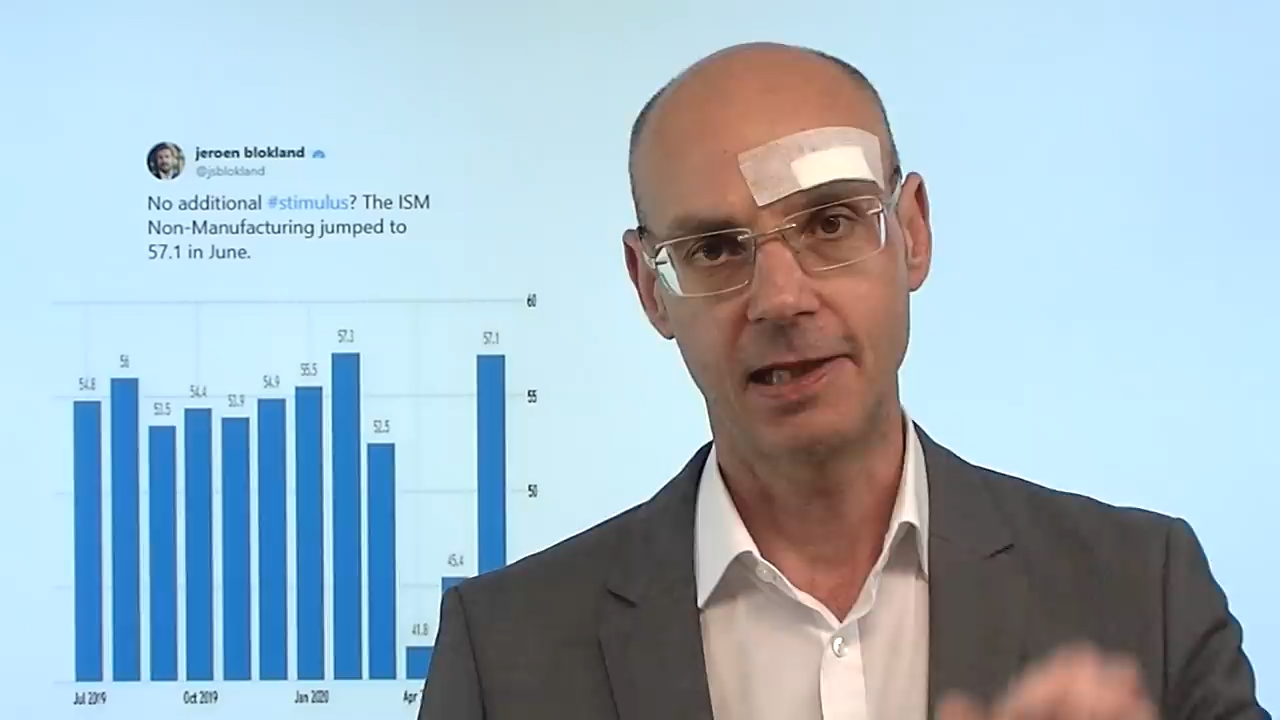 jeroen blokland
@jsblokland
No additional #stimulus? The ISM
Non-Manufacturing jumped to
57.1 in June.
60
57.3
57.1
56
55.5
54.8
54.9
54.4
53.9
53.5
55
52.5
50
45.4
41.8
Jul 2019
Oct 2019
Jan 2020
Apr